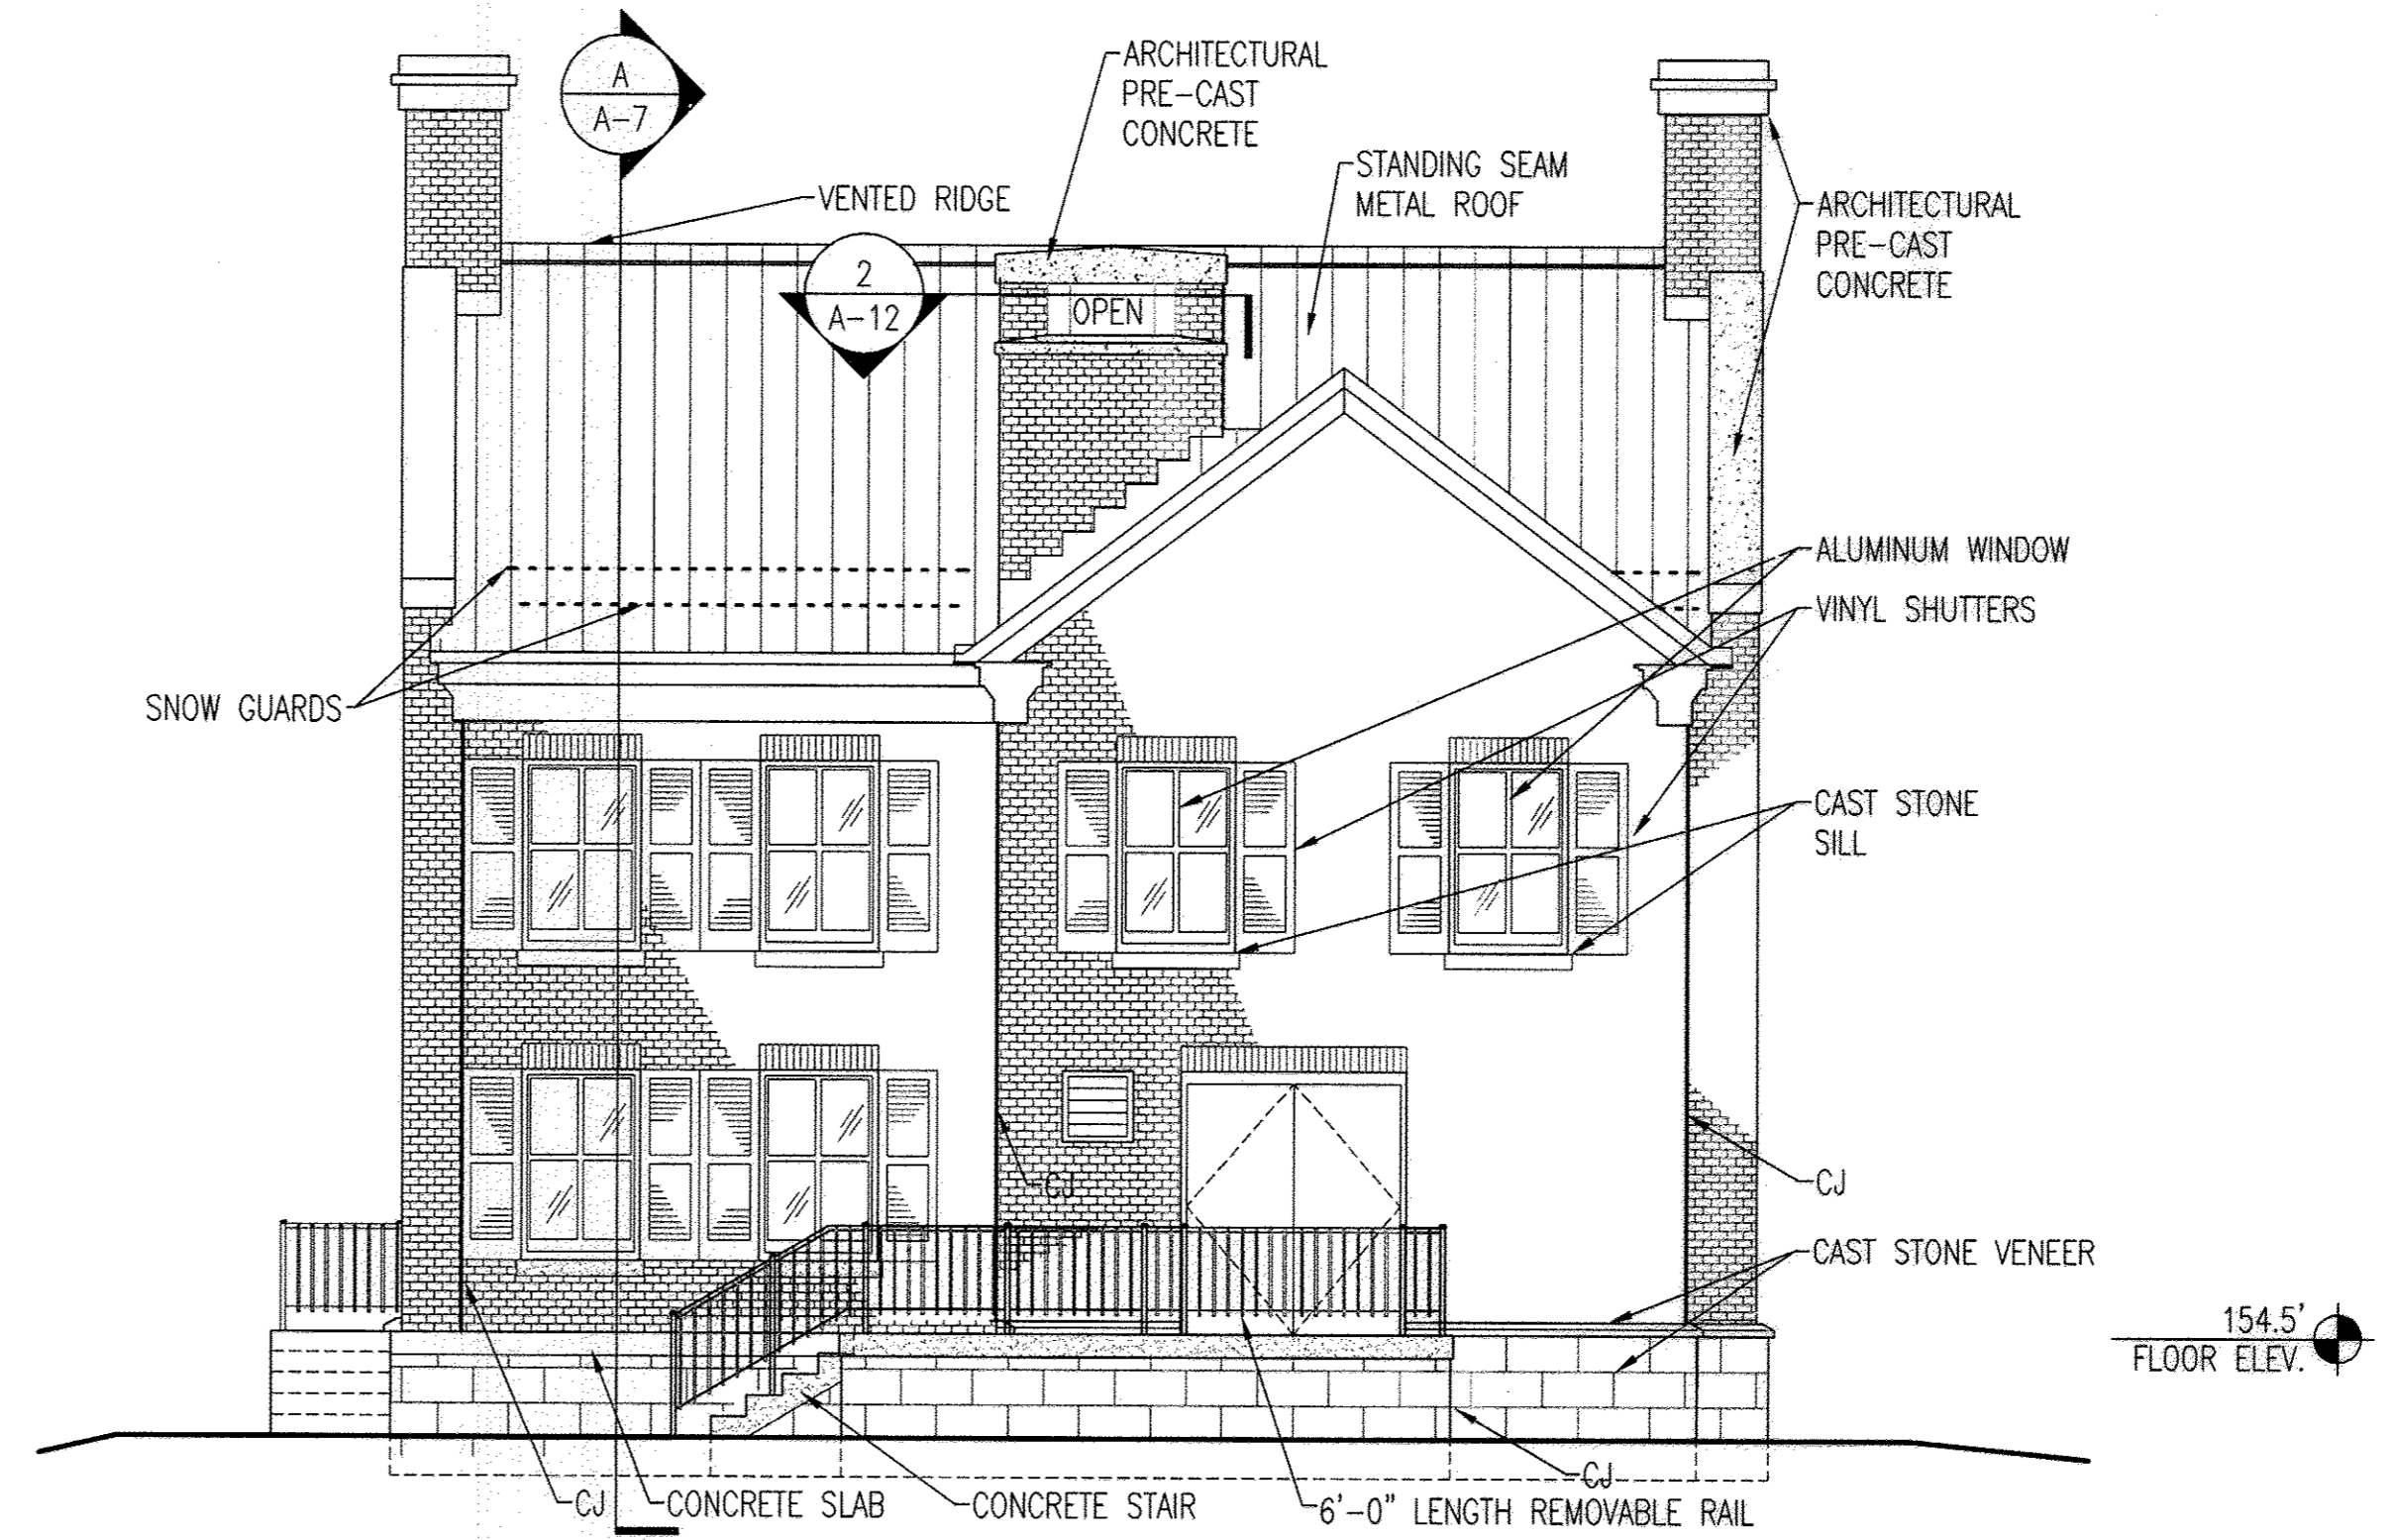 A
A-7
ARCHITECTURAL
PRE-CAST
CONCRETE
STANDING SEAM
METAL ROOF
VENTED RIDGE
ARCHITECTURAL
PRE-CAST
CONCRETE
2
A-12
OPEN
ALUMINUM WINDOW
VINYL SHUTTERS
SNOW GUARDS
CAST STONE
SILL
CJ
CJ
CAST STONE VENEER
154.5'
FLOOR ELEV.
CJ
CJ
CONCRETE SLAB
CONCRETE STAIR
6'-0" LENGTH REMOVABLE RAIL